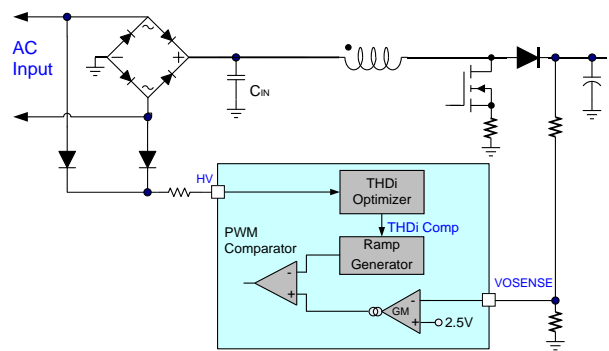 AC
Input
~
-
+
~
CIN
HV
THDi
Optimizer
THDi Comp
PWM
Comparator
Ramp
Generator
-
+
GM
-
+
2.5V
VOSENSE